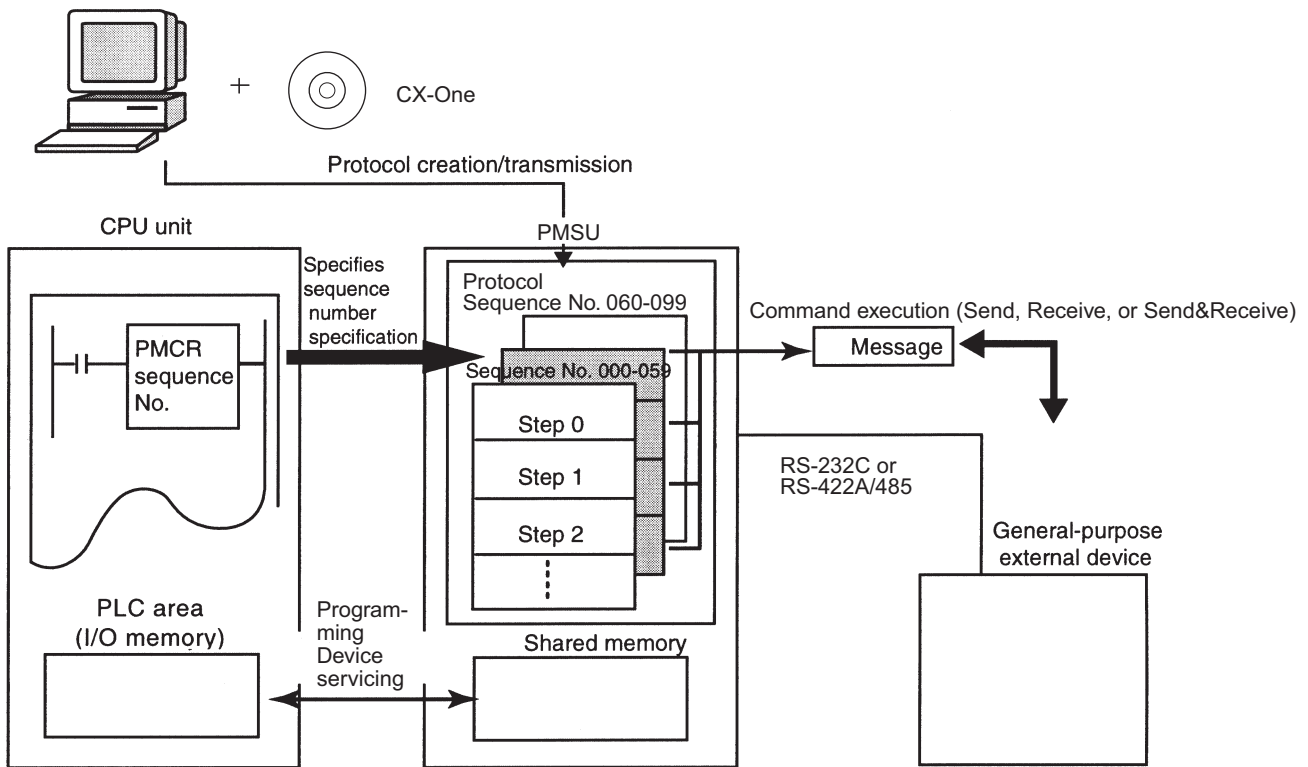 +
CX-One
Protocol creation/transmission
CPU unit
PMSU
Specifies
sequence
number
specification
Protocol
Sequence No. 060-099
Command execution (Send, Receive, or Send&Receive)
Message
PMCR
sequence
No.
Sequence No. 000-059
Step 0
Step 1
Step 2
RS-232C or
RS-422A/485
General-purpose
external device
PLC area
(I/O memory)
Program-
ming
Device
servicing
Shared memory